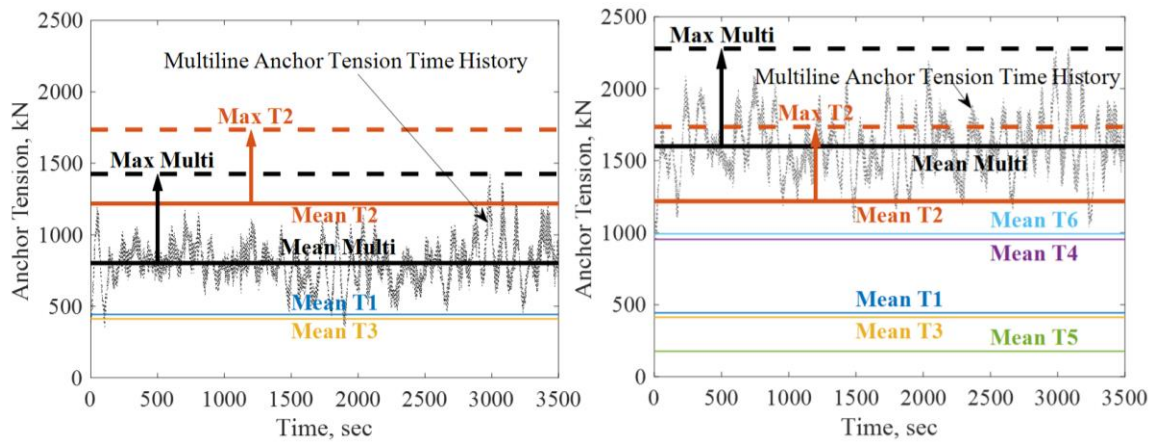 2500
2000
1500
1000
500
0
Anchor Tension, kN
Multiline Anchor Tension Time History
Max T2
Max Multi
Mean T2
Mean Multi
Mean T1
Mean T3
0 500 1000 1500 2000 2500 3000 3500
Time, sec
2500
2000
1500
1000
500
0
Anchor Tension, kN
Max Multi
Multiline Anchor Tension Time History
Max T2
Mean Multi
Mean T2
Mean T6
Mean T4
Mean T1
Mean T3
Mean T5
0 500 1000 1500 2000 2500 3000 3500
Time, sec